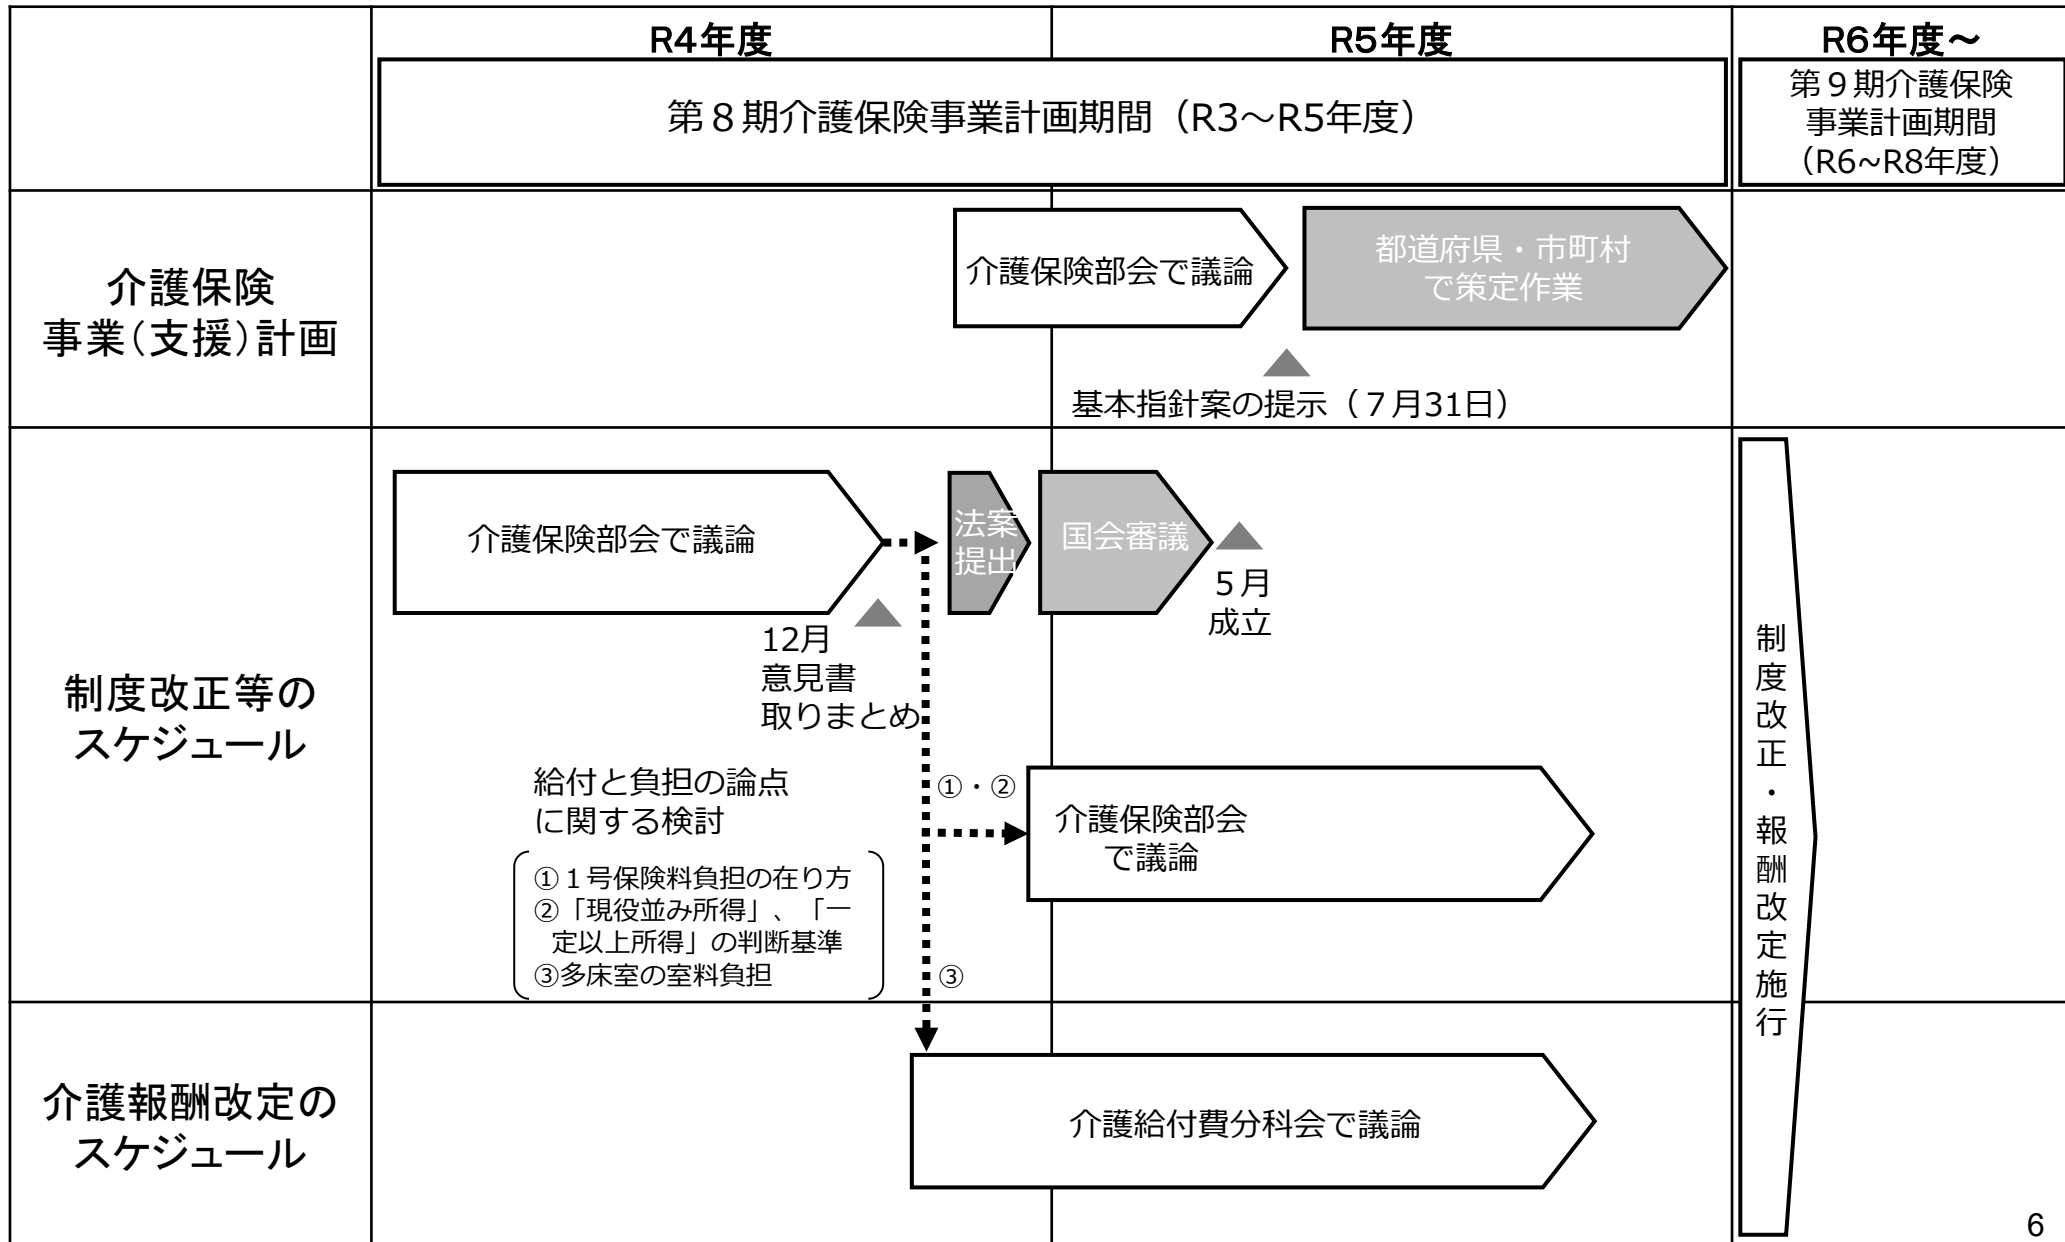 R4年度
R5年度
R6年度～
第８期介護保険事業計画期間（R3～R5年度）
第９期介護保険
事業計画期間
（R6~R8年度）
介護保険
事業（支援）計画
介護保険部会で議論
都道府県・市町村
で策定作業
基本指針案の提示（７月31日）
制度改正等の
スケジュール
介護保険部会で議論
法案
提出
国会審議
５月
成立
12月
意見書
取りまとめ
給付と負担の論点
に関する検討
①１号保険料負担の在り方
②「現役並み所得」、「一
定以上所得」の判断基準
③多床室の室料負担
①・②
③
介護保険部会
で議論
制度改正・報酬改定施行
介護報酬改定の
スケジュール
介護給付費分科会で議論
6